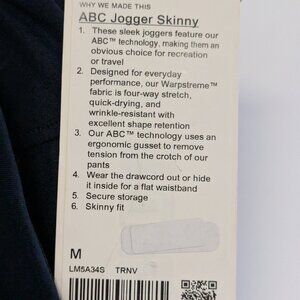 WHY WE MADE THIS
ABC Jogger Skinny
1. These sleek joggers feature our
ABC™ technology, making them an
obvious choice for recreation
or travel
2. Designed for everyday
performance, our Warpstreme™
fabric is four-way stretch,
quick-drying, and
wrinkle-resistant with
excellent shape retention
3. Our ABC™ technology uses an
ergonomic gusset to remove
tension from the crotch of our
pants
4. Wear the drawcord out or hide
it inside for a flat waistband
5. Secure storage
6. Skinny fit
M
LM5A34S TRNV